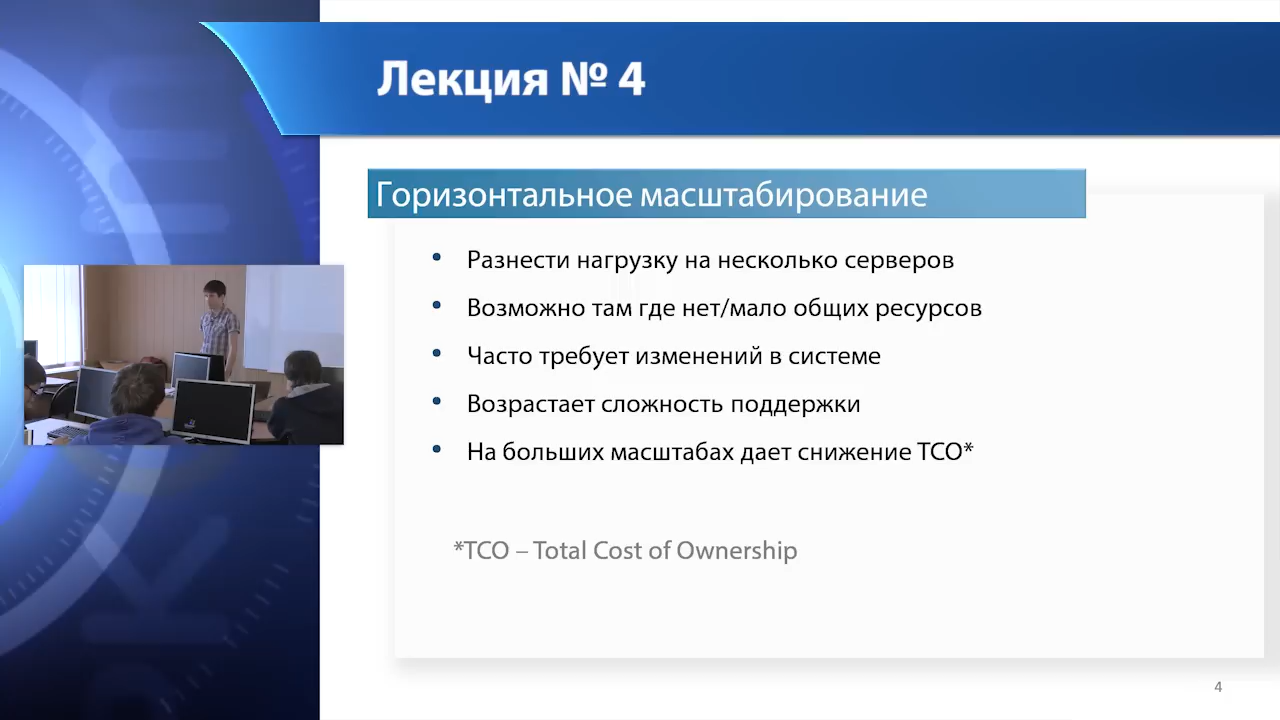 Лекция № 4
Горизонтальное масштабирование
• Разнести нагрузку на несколько серверов
• Возможно там где нет/мало общих ресурсов
• Часто требует изменений в системе
• Возрастает сложность поддержки
• На больших масштабах дает снижение TCO*
*TCO – Total Cost of Ownership
4